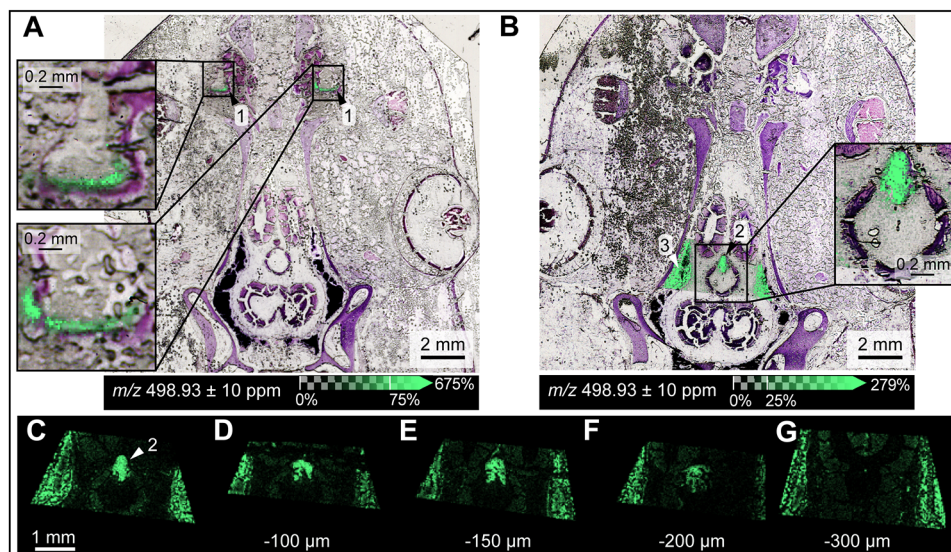 A
B
0.2 mm
1
1
0.2 mm
2
3
0.2 mm
2 mm
2 mm
m/z 498.93 ± 10 ppm
675%
0%
75%
m/z 498.93 ± 10 ppm
279%
0%
25%
C
D
E
F
G
2
1 mm
-100 μm
-150 μm
-200 μm
-300 μm